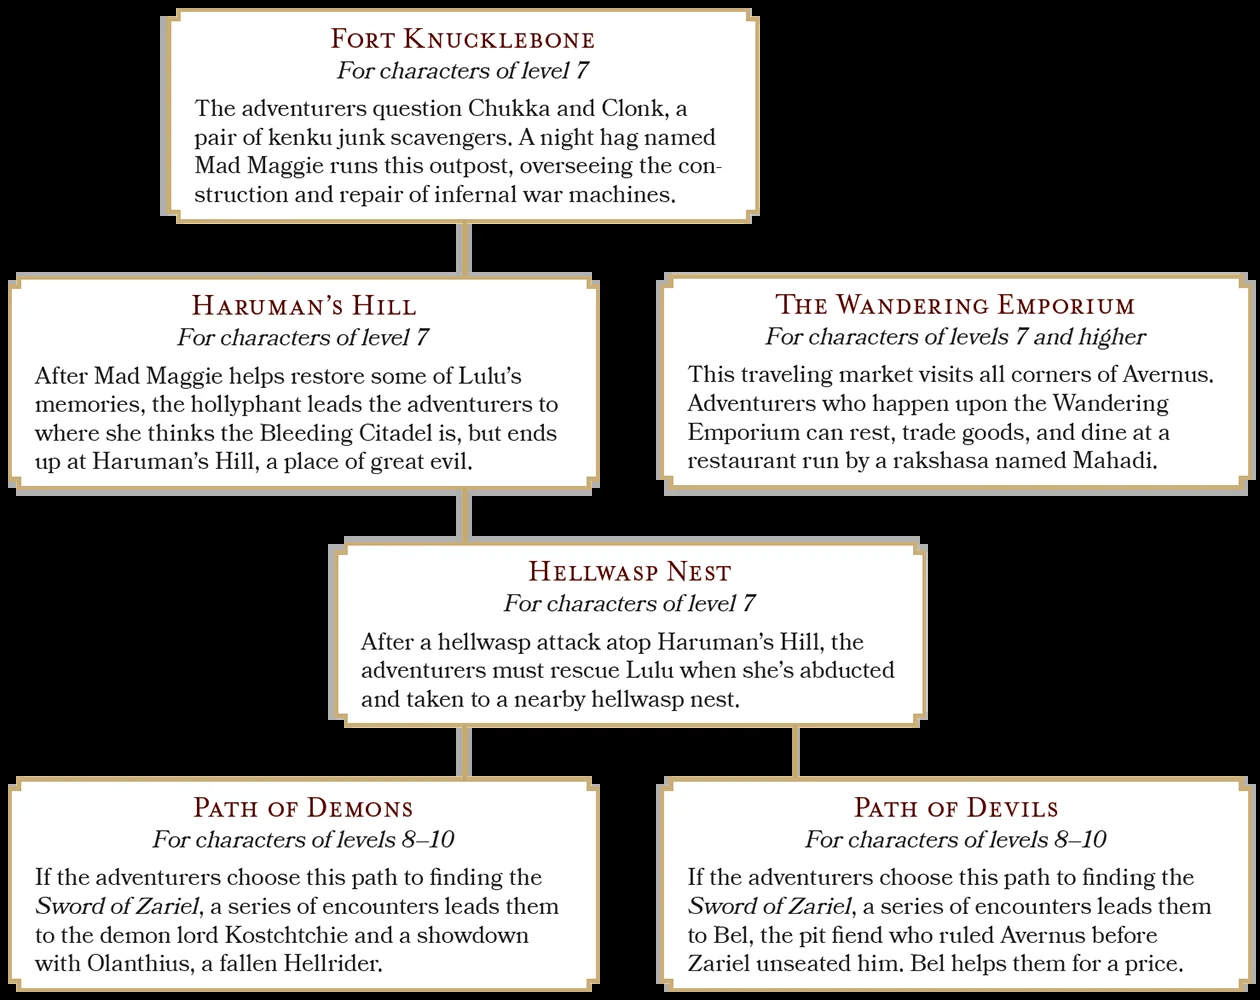 Fort Knucklebone
For characters of level 7
The adventurers question Chukka and Clonk, a
pair of kenku junk scavengers. A night hag named
Mad Maggie runs this outpost, overseeing the con-
struction and repair of infernal war machines.
Haruman's Hill
For characters of level 7
After Mad Maggie helps restore some of Lulu's
memories, the hollyphant leads the adventurers to
where she thinks the Bleeding Citadel is, but ends
up at Haruman's Hill, a place of great evil.
The Wandering Emporium
For characters of levels 7 and higher
This traveling market visits all corners of Avernus.
Adventurers who happen upon the Wandering
Emporium can rest, trade goods, and dine at a
restaurant run by a rakshasa named Mahadi.
Hellwasp Nest
For characters of level 7
After a hellwasp attack atop Haruman's Hill, the
adventurers must rescue Lulu when she's abducted
and taken to a nearby hellwasp nest.
Path of Demons
For characters of levels 8–10
If the adventurers choose this path to finding the
Sword of Zariel, a series of encounters leads them
to the demon lord Kostchtchie and a showdown
with Olanthius, a fallen Hellrider.
Path of Devils
For characters of levels 8–10
If the adventurers choose this path to finding the
Sword of Zariel, a series of encounters leads them
to Bel, the pit fiend who ruled Avernus before
Zariel unseated him. Bel helps them for a price.